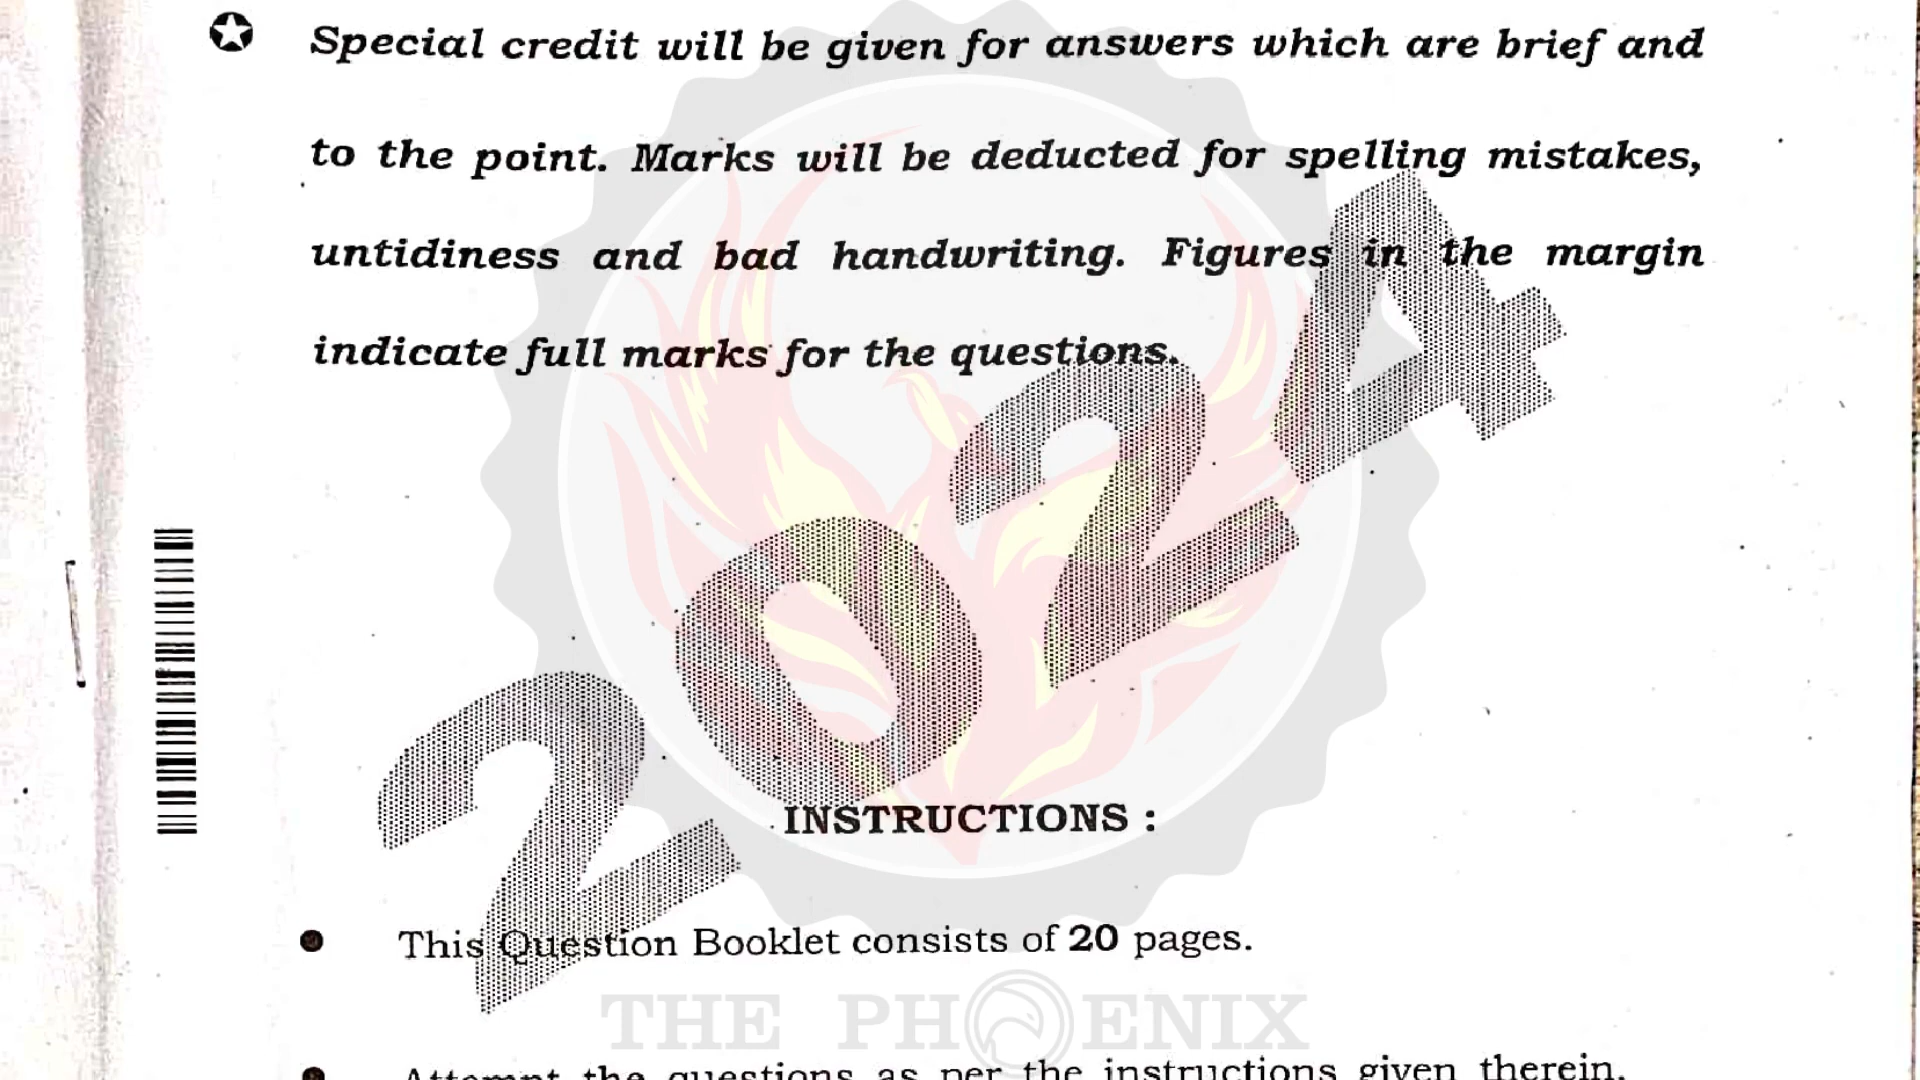 Special credit will be given for answers which are brief and
to the point. Marks will be deducted for spelling mistakes,
untidiness and bad handwriting. Figures in the margin
indicate full marks for the questions.
2024
INSTRUCTIONS :
This Question Booklet consists of 20 pages.
THE PHOENIX
Attempt the questions as per the instructions given therein.